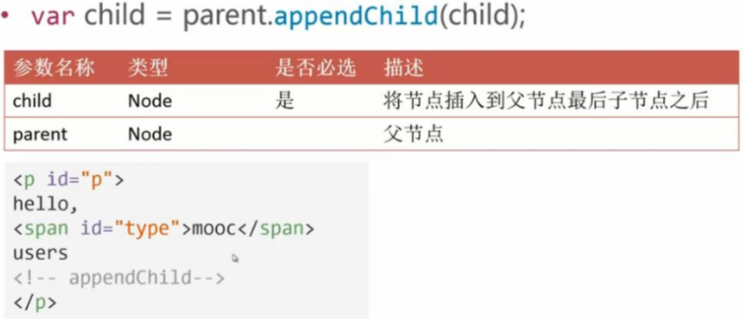 • var child = parent.appendChild(child);
参数名称 类型 是否必选 描述
child Node 是 将节点插入到父节点最后子节点之后
parent Node 父节点
<p id="p">
hello,
<span id="type">mooc</span>
users
<!-- appendChild-->
</p>